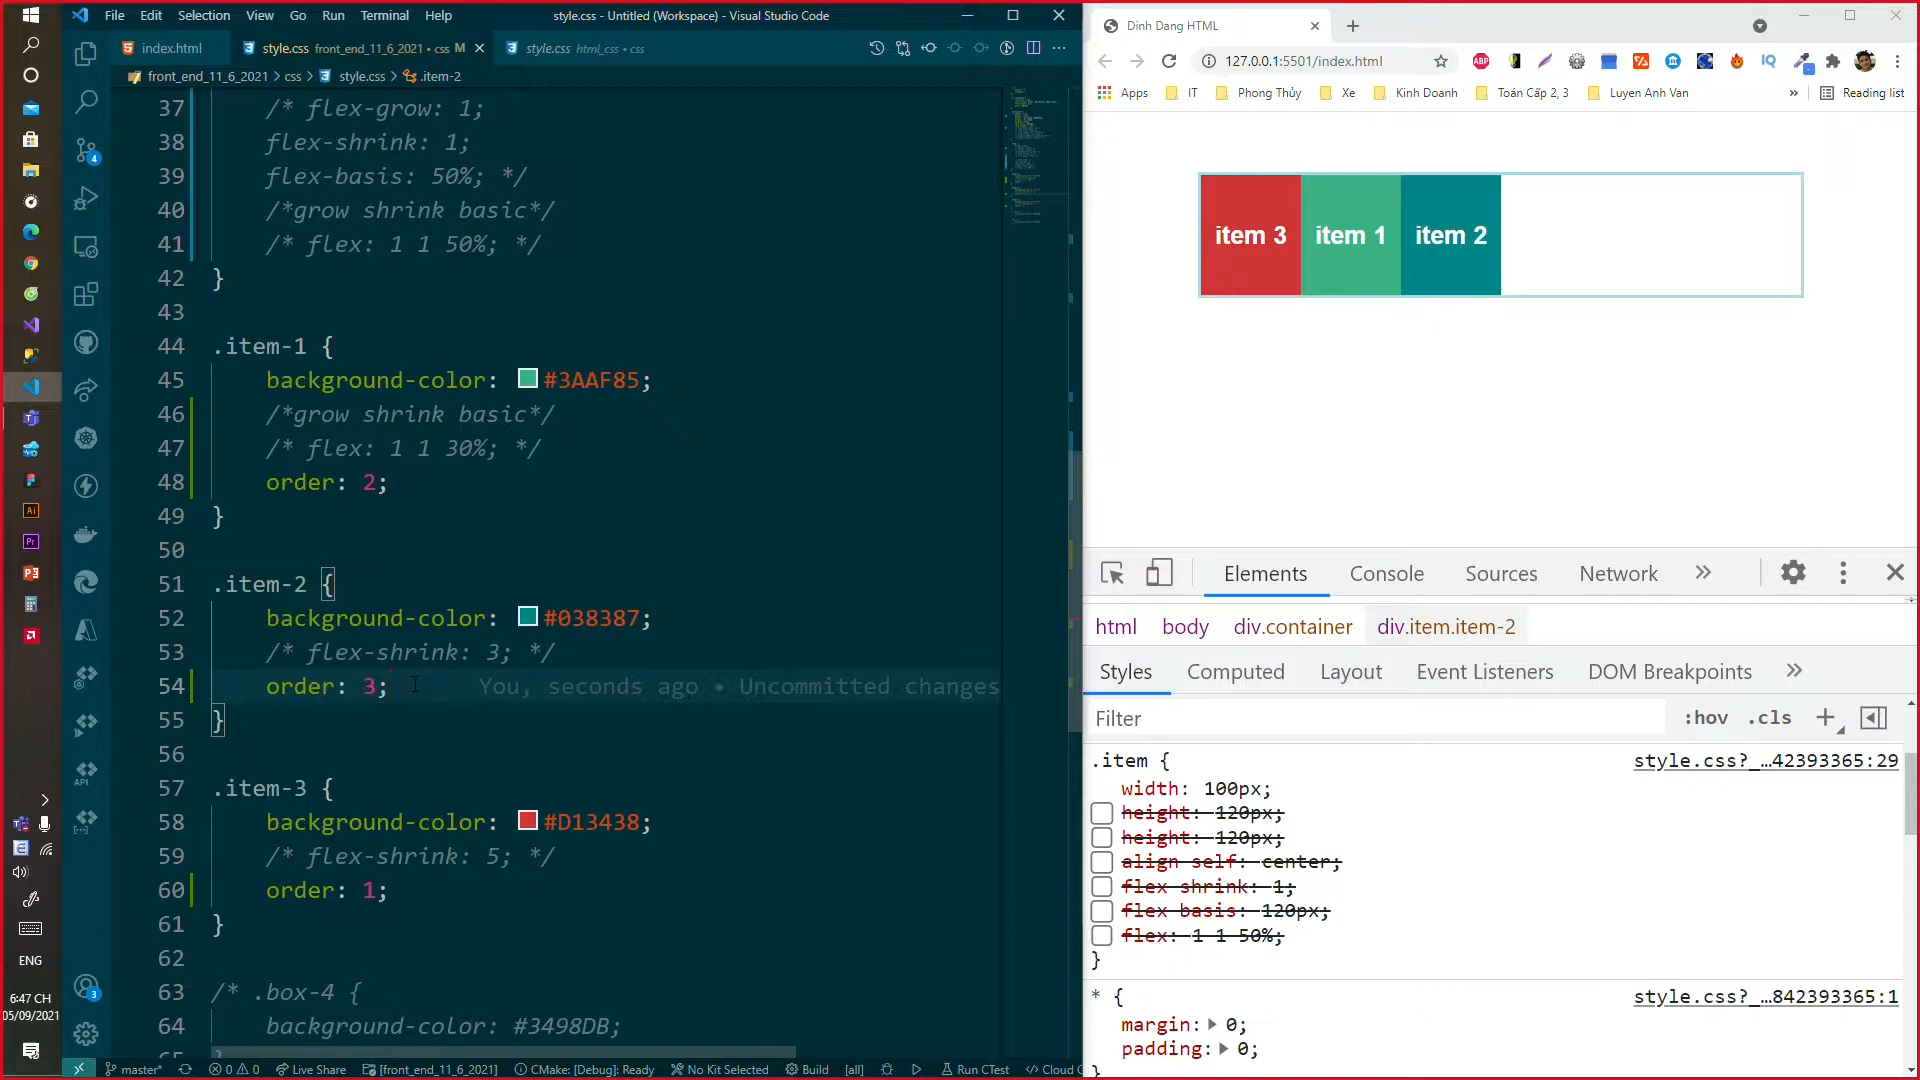 File Edit Selection View Go Run Terminal Help
style.css - Untitled (Workspace) - Visual Studio Code
index.html
style.css front_end_11_6_2021 • css M
style.css html_css • css
front_end_11_6_2021 > css > style.css > .item-2
37 /* flex-grow: 1;
38 flex-shrink: 1;
39 flex-basis: 50%; */
40 /*grow shrink basic*/
41 /* flex: 1 1 50%; */
42 }
43
44 .item-1 {
45 background-color: #3AAF85;
46 /*grow shrink basic*/
47 /* flex: 1 1 30%; */
48 order: 2;
49 }
50
51 .item-2 {
52 background-color: #038387;
53 /* flex-shrink: 3; */
54 order: 3; You, seconds ago • Uncommitted changes
55 }
56
57 .item-3 {
58 background-color: #D13438;
59 /* flex-shrink: 5; */
60 order: 1;
61 }
62
63 /* .box-4 {
64 background-color: #3498DB;
65 }
master* 0 0 Live Share [front_end_11_6_2021] CMake: [Debug]: Ready No Kit Selected Build [all] Run CTest Cloud C
4
API
3
Ai
Pr
ENG
6:47 CH
05/09/2021
Dinh Dang HTML
127.0.0.1:5501/index.html
ABP
IQ
Apps IT Phong Thủy Xe Kinh Doanh Toán Cấp 2, 3 Luyen Anh Van » Reading list
item 3 item 1 item 2
Elements Console Sources Network »
html body div.container div.item.item-2
Styles Computed Layout Event Listeners DOM Breakpoints »
Filter :hov .cls +
.item { style.css?_…42393365:29
width: 100px;
height: 120px;
height: 120px;
align self: center;
flex shrink: 1;
flex basis: 120px;
flex: 1 1 50%;
}
* { style.css?_…842393365:1
margin: 0;
padding: 0;
}